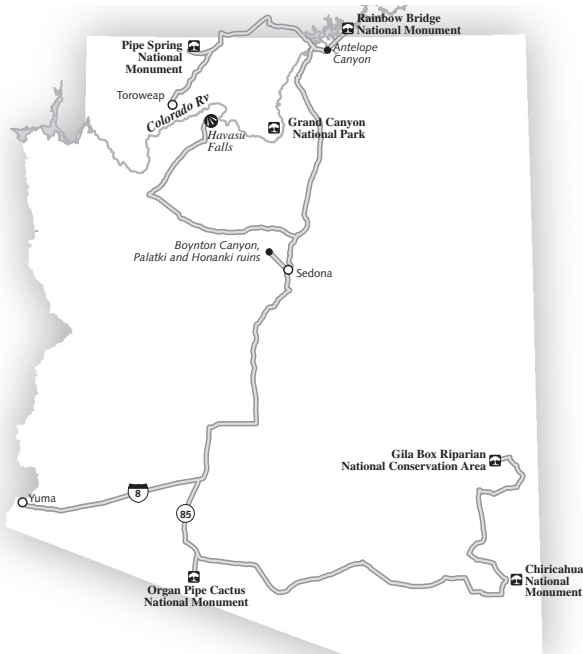 Rainbow Bridge
National Monument
Pipe Spring
National
Monument
Antelope
Canyon
Toroweap
Colorado Rv
Havasu
Falls
Grand Canyon
National Park
Boynton Canyon,
Palatki and Honanki ruins
Sedona
Gila Box Riparian
National Conservation Area
Yuma
8
85
Chiricahua
National
Monument
Organ Pipe Cactus
National Monument